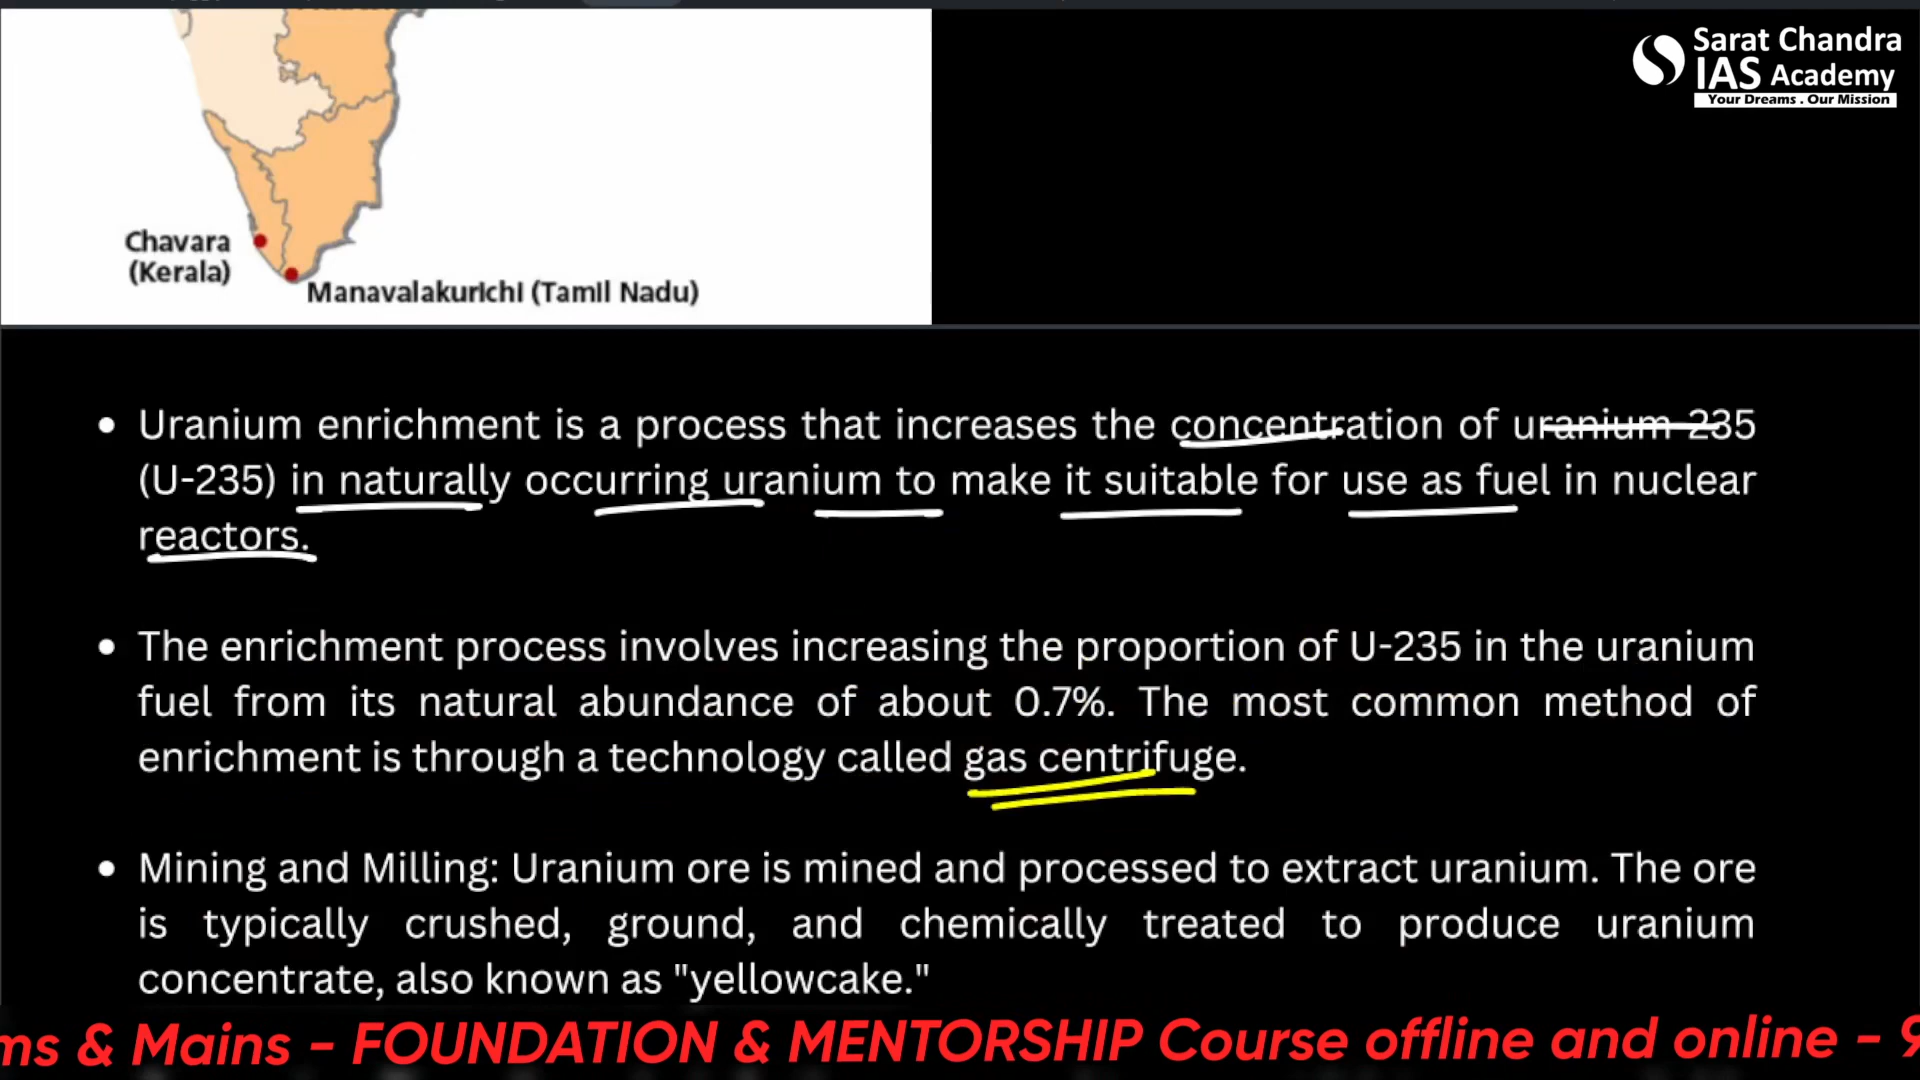 Sarat Chandra
IAS Academy
Your Dreams . Our Mission
Chavara
(Kerala)
Manavalakurichi (Tamil Nadu)
• Uranium enrichment is a process that increases the concentration of uranium-235
(U-235) in naturally occurring uranium to make it suitable for use as fuel in nuclear
reactors.
• The enrichment process involves increasing the proportion of U-235 in the uranium
fuel from its natural abundance of about 0.7%. The most common method of
enrichment is through a technology called gas centrifuge.
• Mining and Milling: Uranium ore is mined and processed to extract uranium. The ore
is typically crushed, ground, and chemically treated to produce uranium
concentrate, also known as "yellowcake."
ms & Mains - FOUNDATION & MENTORSHIP Course offline and online - 9